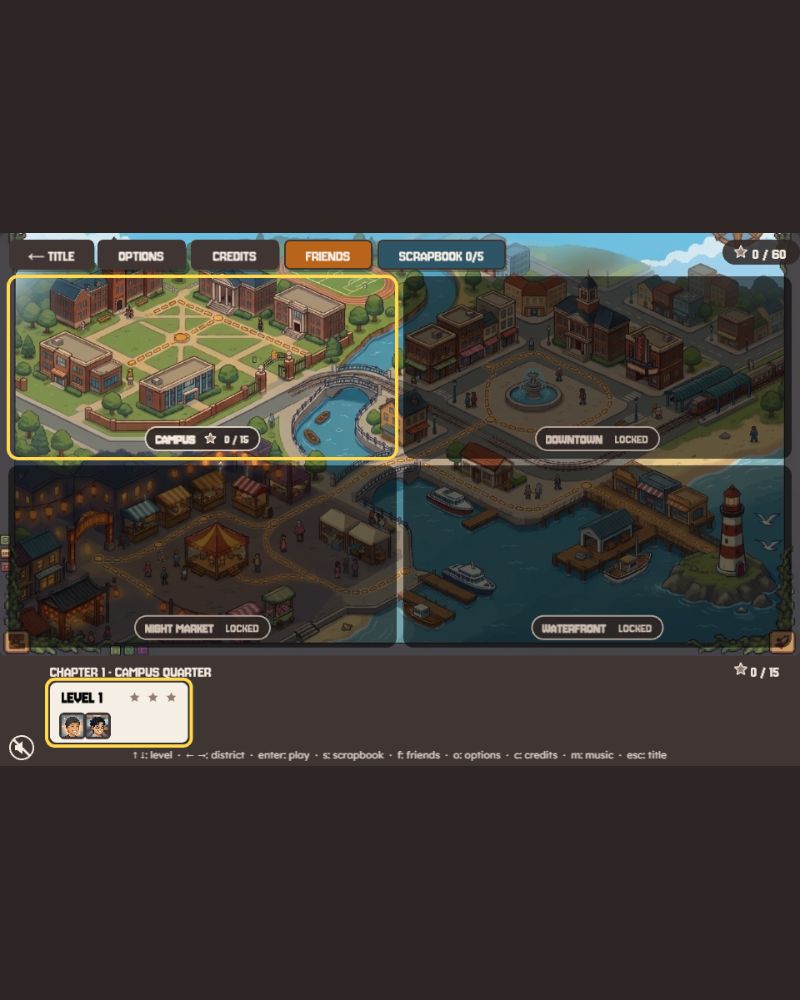 ← TITLE
OPTIONS
CREDITS
FRIENDS
SCRAPBOOK 0/5
0 / 60
CAMPUS 0 / 15
DOWNTOWN LOCKED
NIGHT MARKET LOCKED
WATERFRONT LOCKED
CHAPTER 1 · CAMPUS QUARTER
0 / 15
LEVEL 1
↑ ↓: level · ← →: district · enter: play · s: scrapbook · f: friends · o: options · c: credits · m: music · esc: title